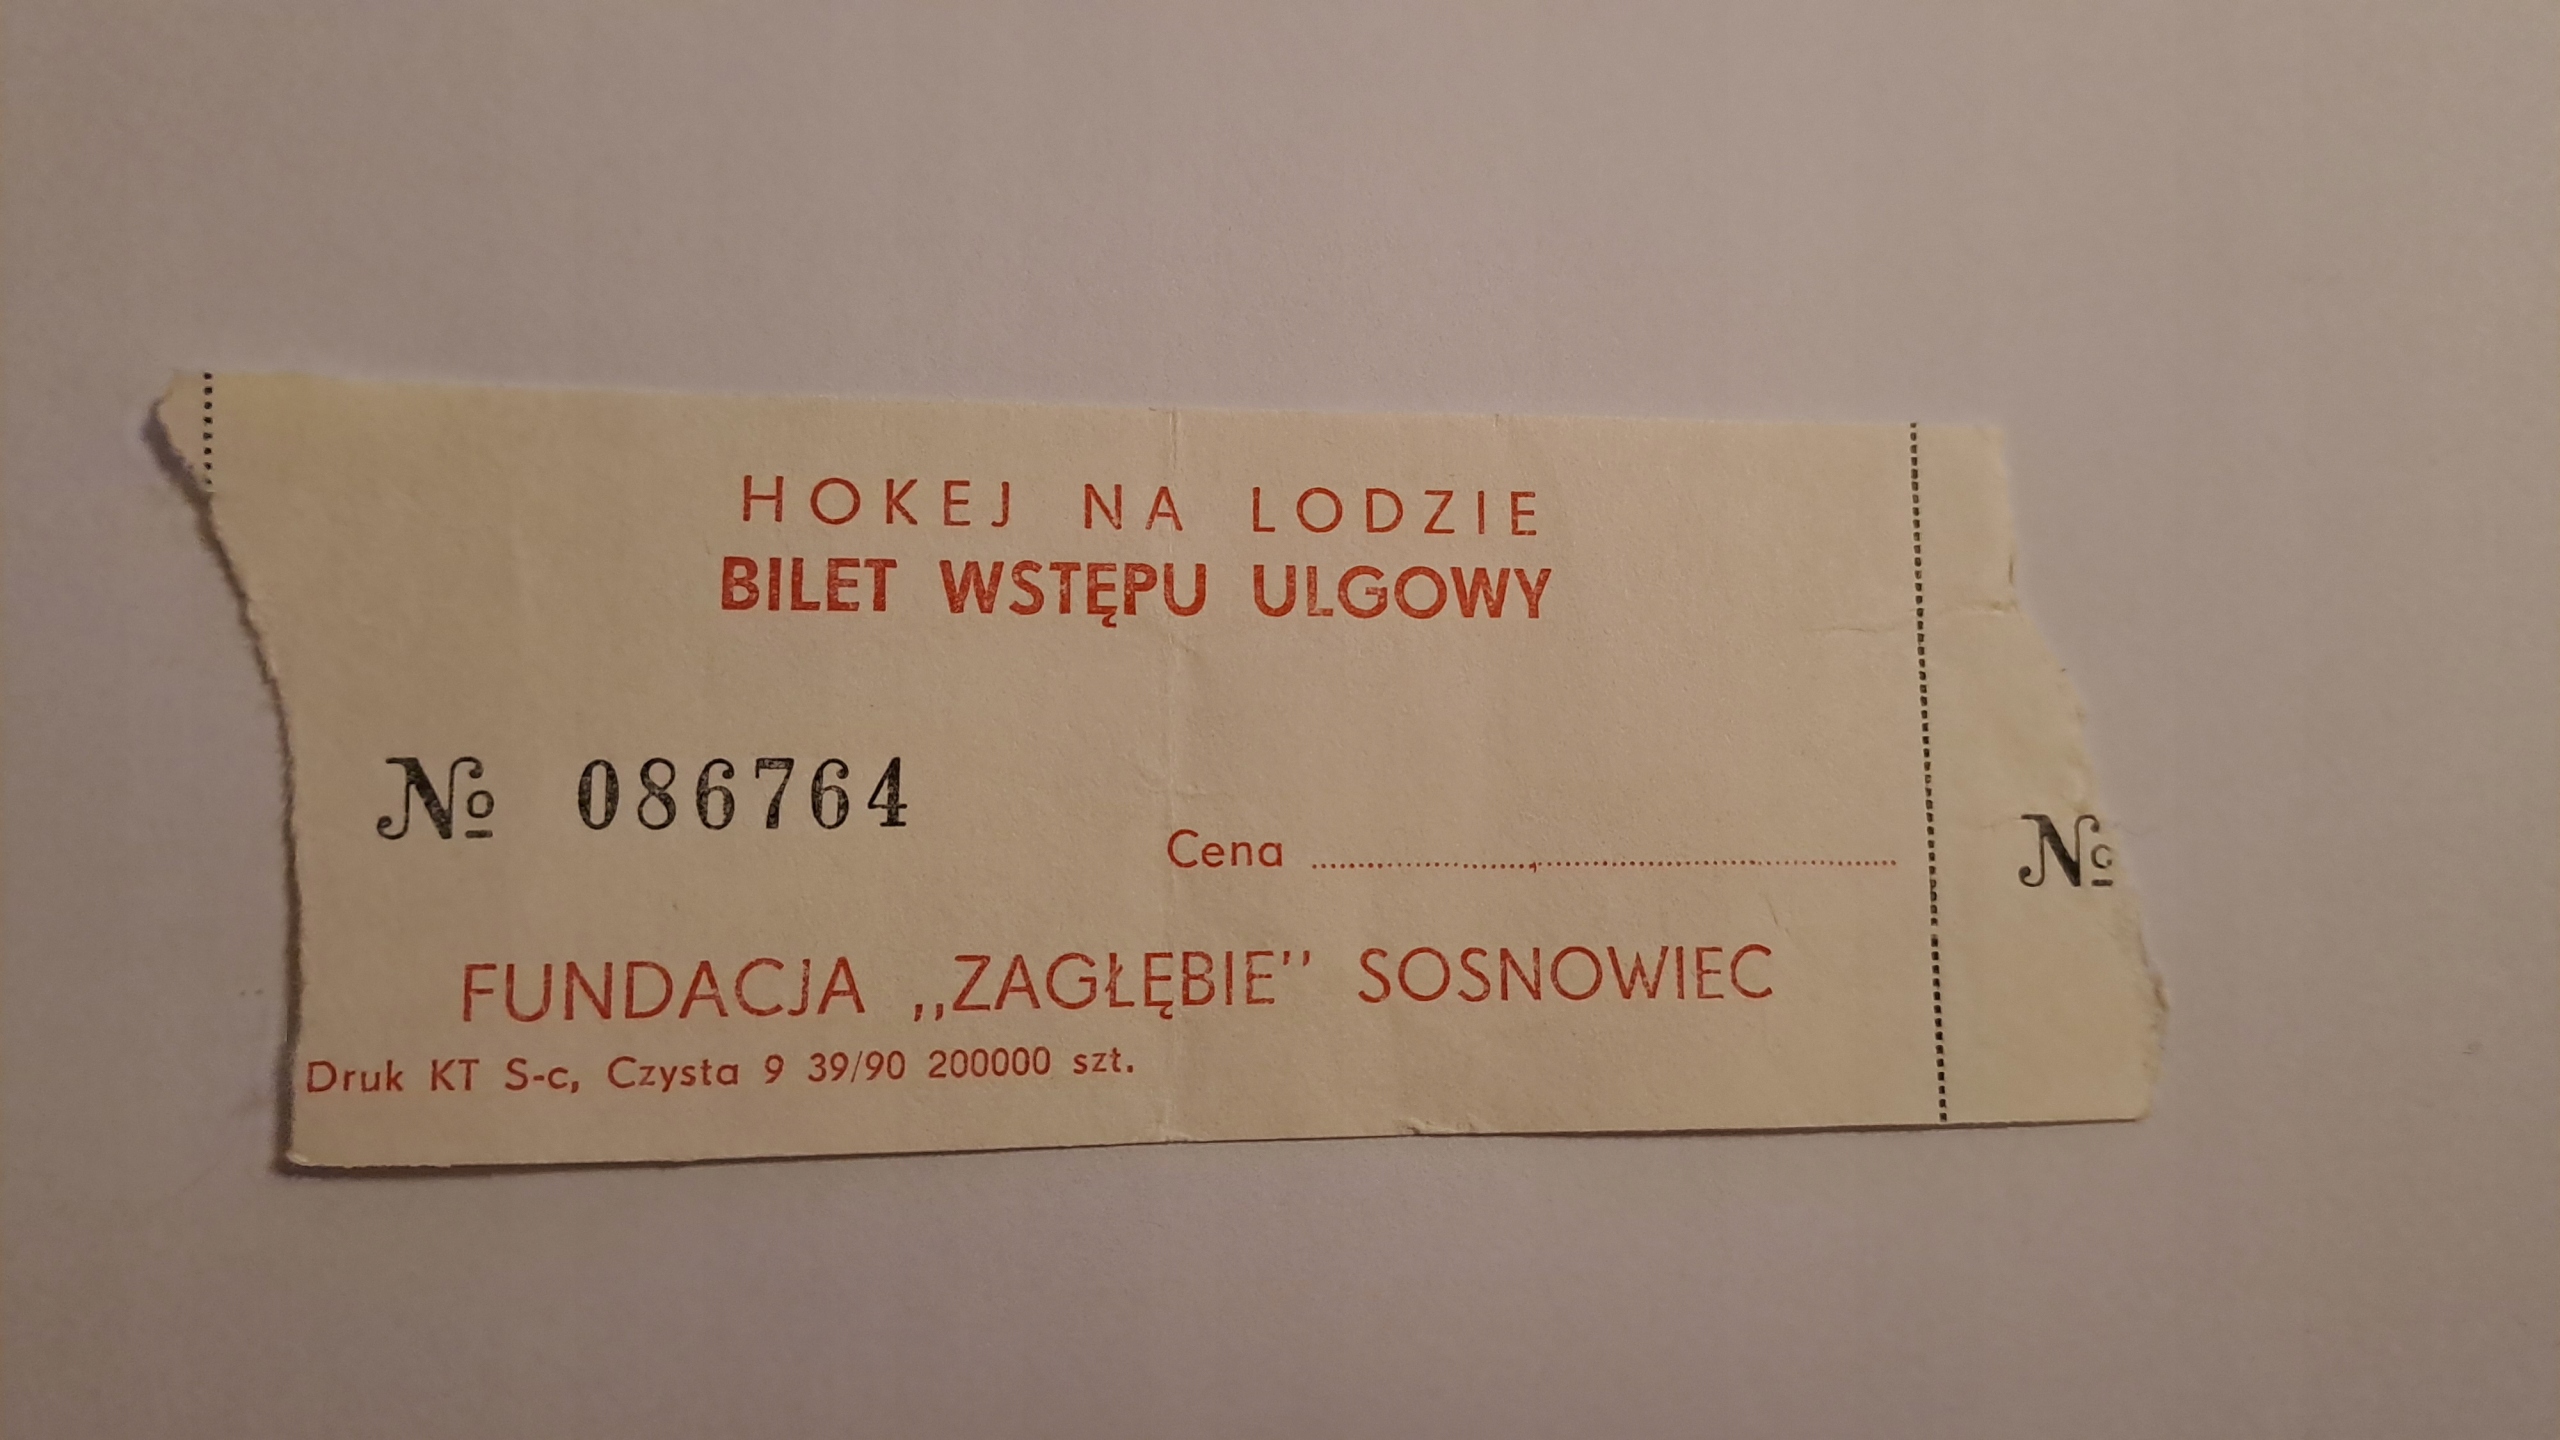 HOKEJ NA LODZIE
BILET WSTĘPU ULGOWY
№ 086764
Cena
№
FUNDACJA „ZAGŁĘBIE” SOSNOWIEC
Druk KT S-c, Czysta 9 39/90 200000 szt.